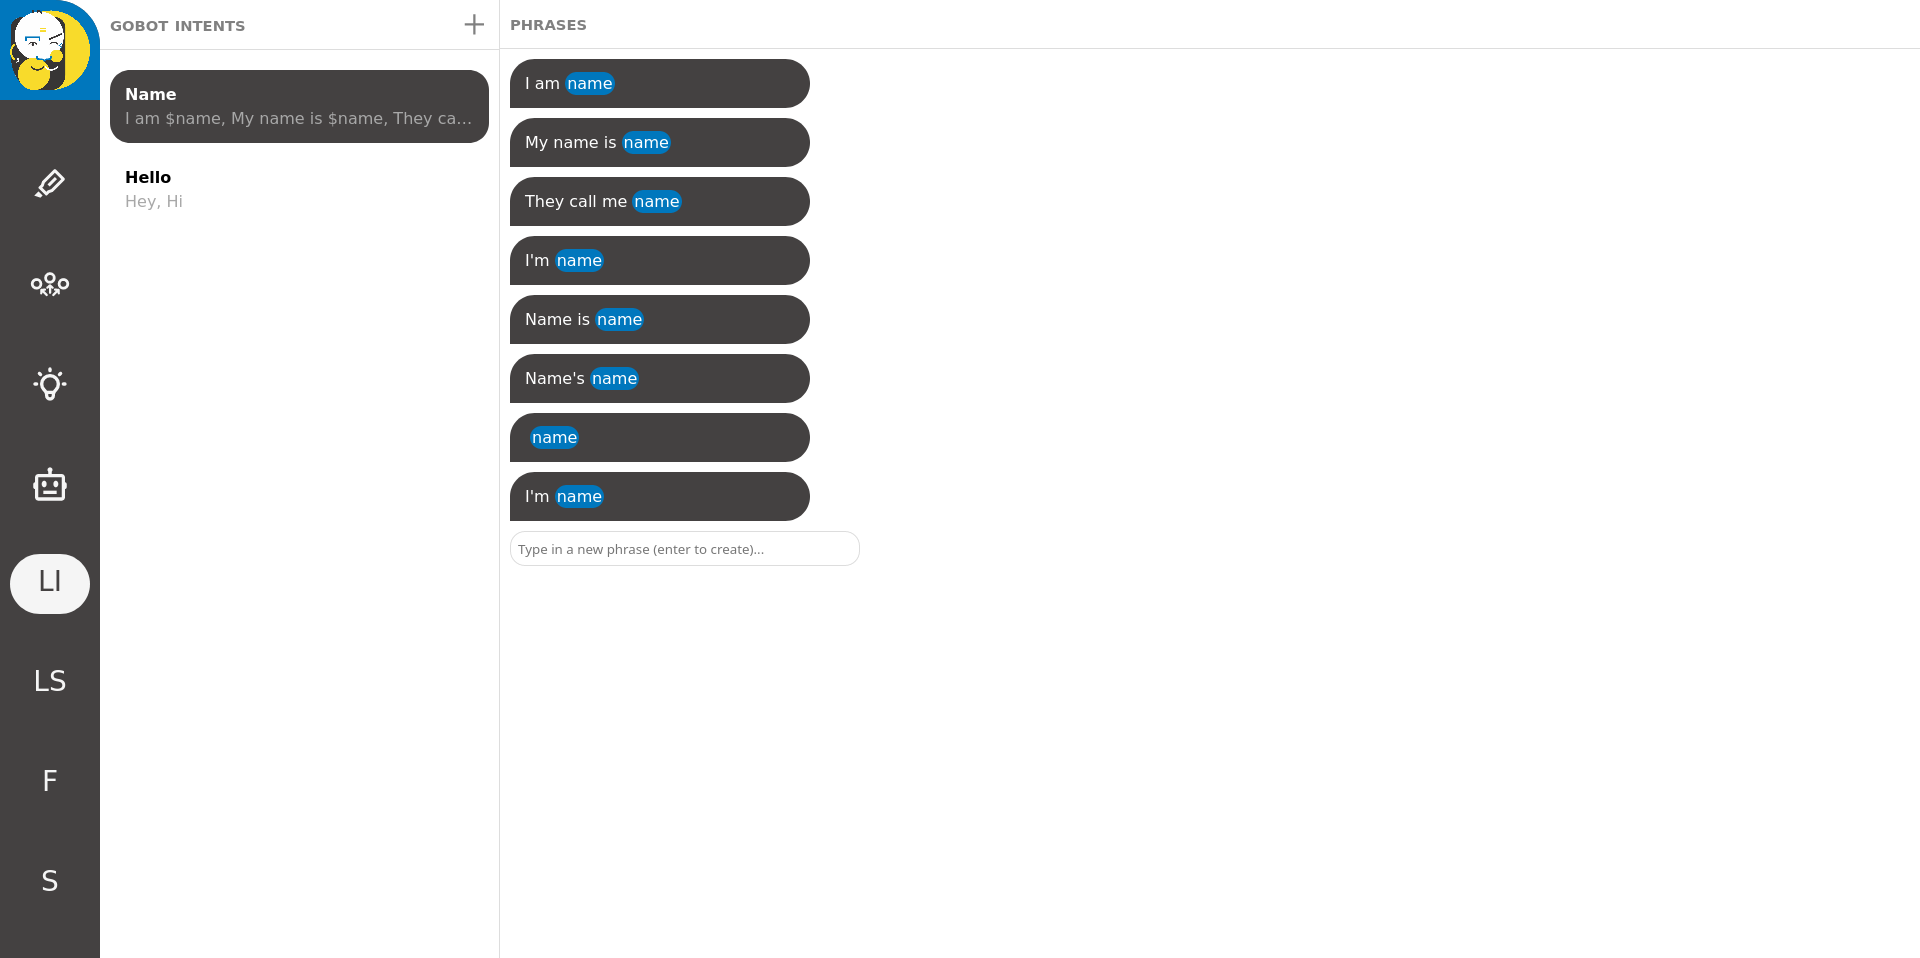 GOBOT INTENTS
Name
I am $name, My name is $name, They ca...
Hello
Hey, Hi
LI
LS
F
S
PHRASES
I am name
My name is name
They call me name
I'm name
Name is name
Name's name
name
I'm name
Type in a new phrase (enter to create)...